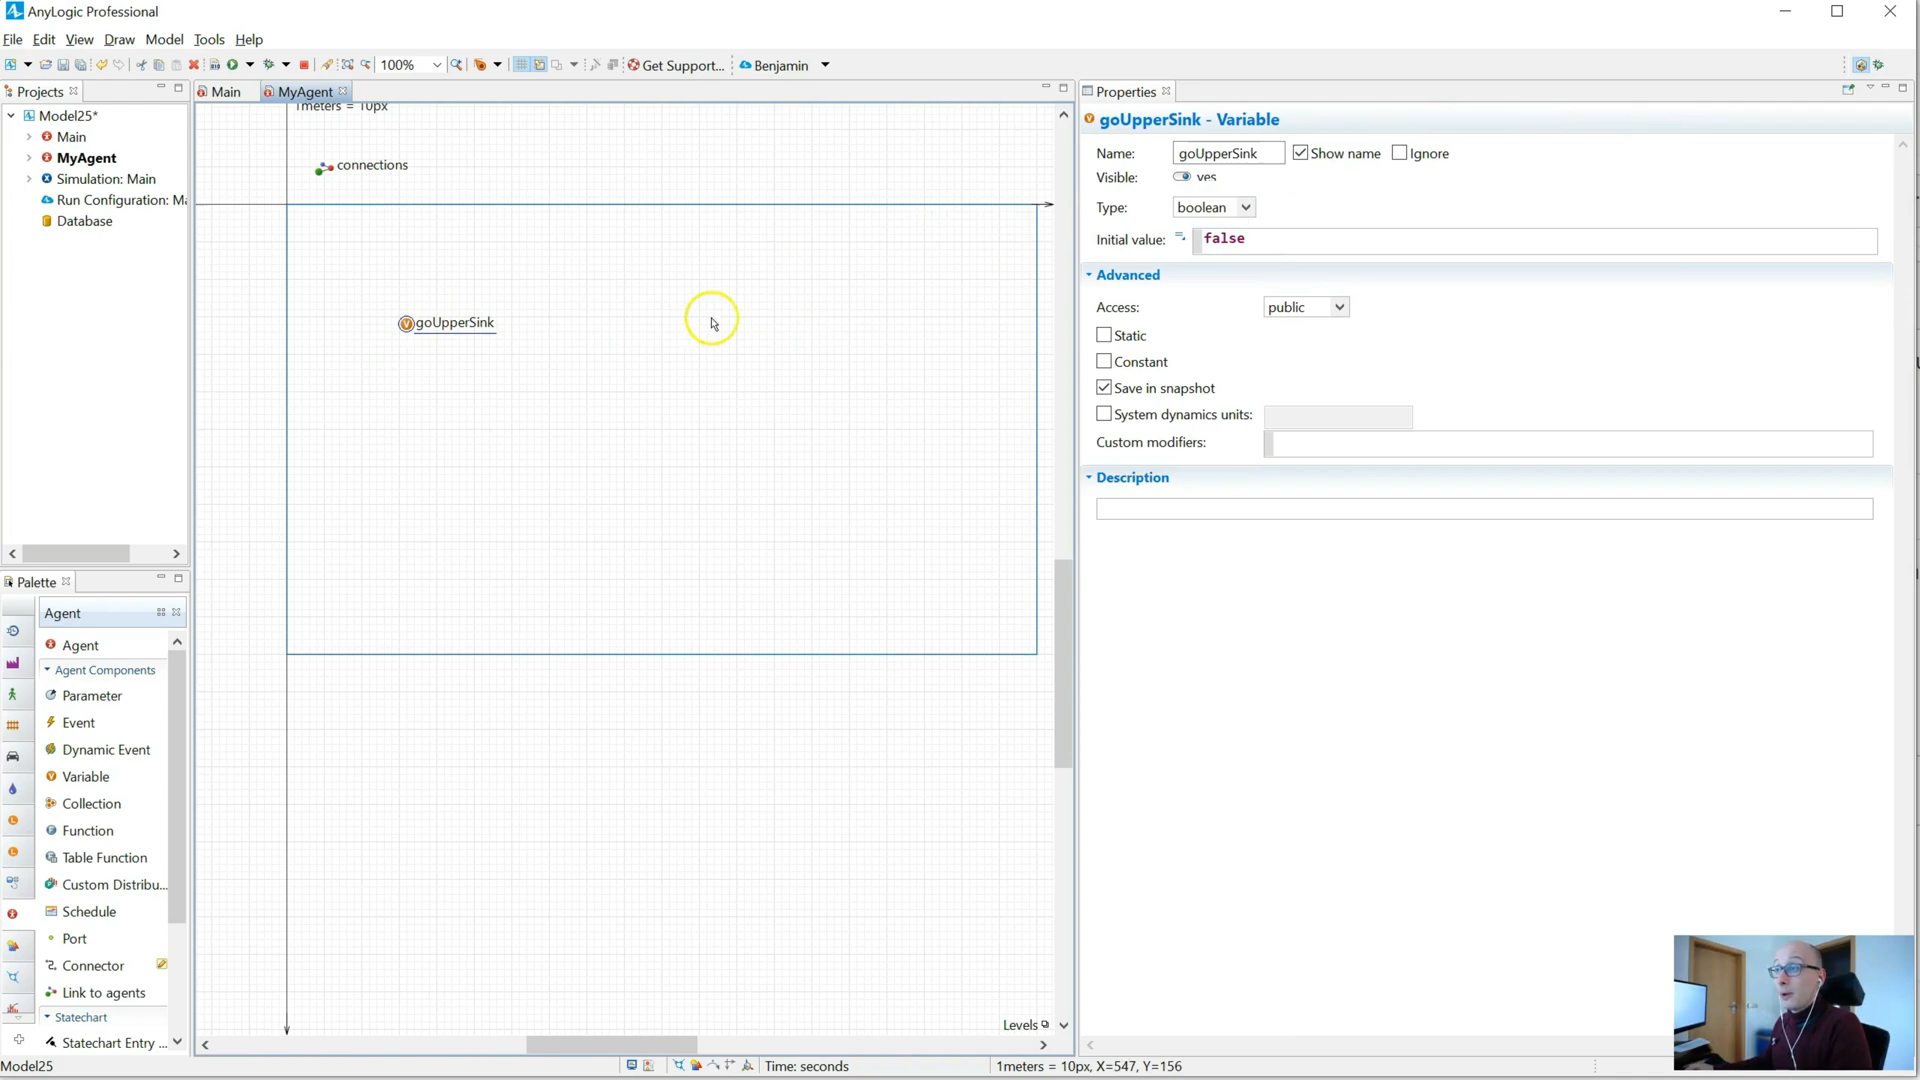 AnyLogic Professional
File Edit View Draw Model Tools Help
100% Get Support... Benjamin
Projects
Model25*
Main
MyAgent
Simulation: Main
Run Configuration: Ma
Database
Main MyAgent
1meters = 10px
connections
goUpperSink
Levels
Palette
Agent
Agent
Agent Components
Parameter
Event
Dynamic Event
Variable
Collection
Function
Table Function
Custom Distribu...
Schedule
Port
Connector
Link to agents
Statechart
Statechart Entry ...
Properties
goUpperSink - Variable
Name: goUpperSink Show name Ignore
Visible: yes
Type: boolean
Initial value: false
Advanced
Access: public
Static
Constant
Save in snapshot
System dynamics units:
Custom modifiers:
Description
Model25 Time: seconds 1meters = 10px, X=547, Y=156